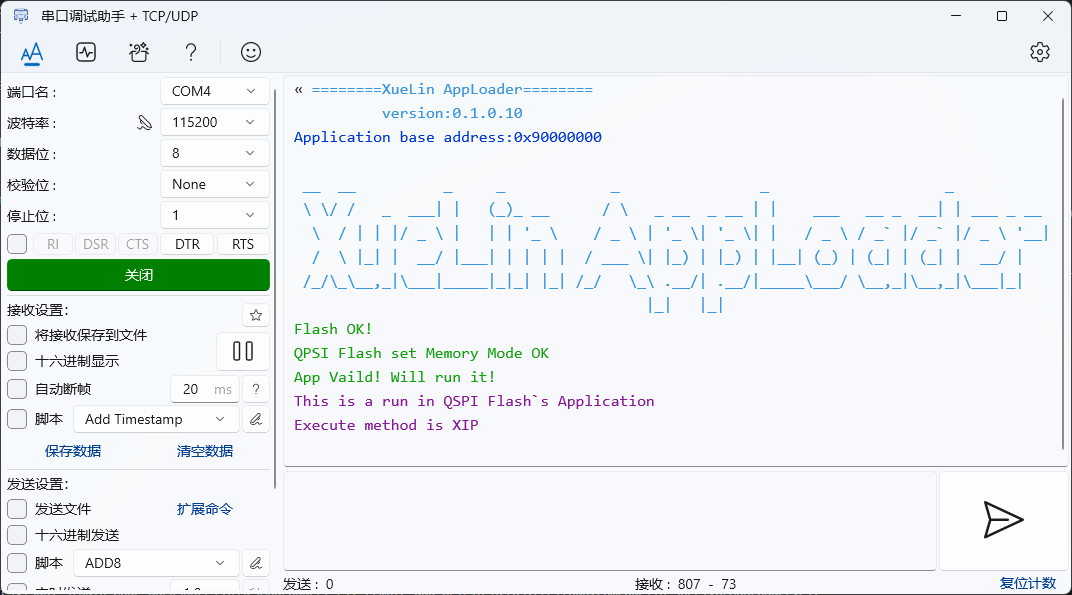 串口调试助手 + TCP/UDP
端口名 :
COM4
波特率 :
115200
数据位 :
8
校验位 :
None
停止位 :
1
RI DSR CTS DTR RTS
关闭
接收设置:
将接收保存到文件
十六进制显示
自动断帧
20 ms ?
脚本
Add Timestamp
保存数据 清空数据
发送设置:
发送文件 扩展命令
十六进制发送
脚本
ADD8
« ========XueLin AppLoader========
version:0.1.0.10
Application base address:0x90000000
XueLin AppLoader
Flash OK!
QPSI Flash set Memory Mode OK
App Vaild! Will run it!
This is a run in QSPI Flash`s Application
Execute method is XIP
发送 : 0 接收 : 807 - 73 复位计数